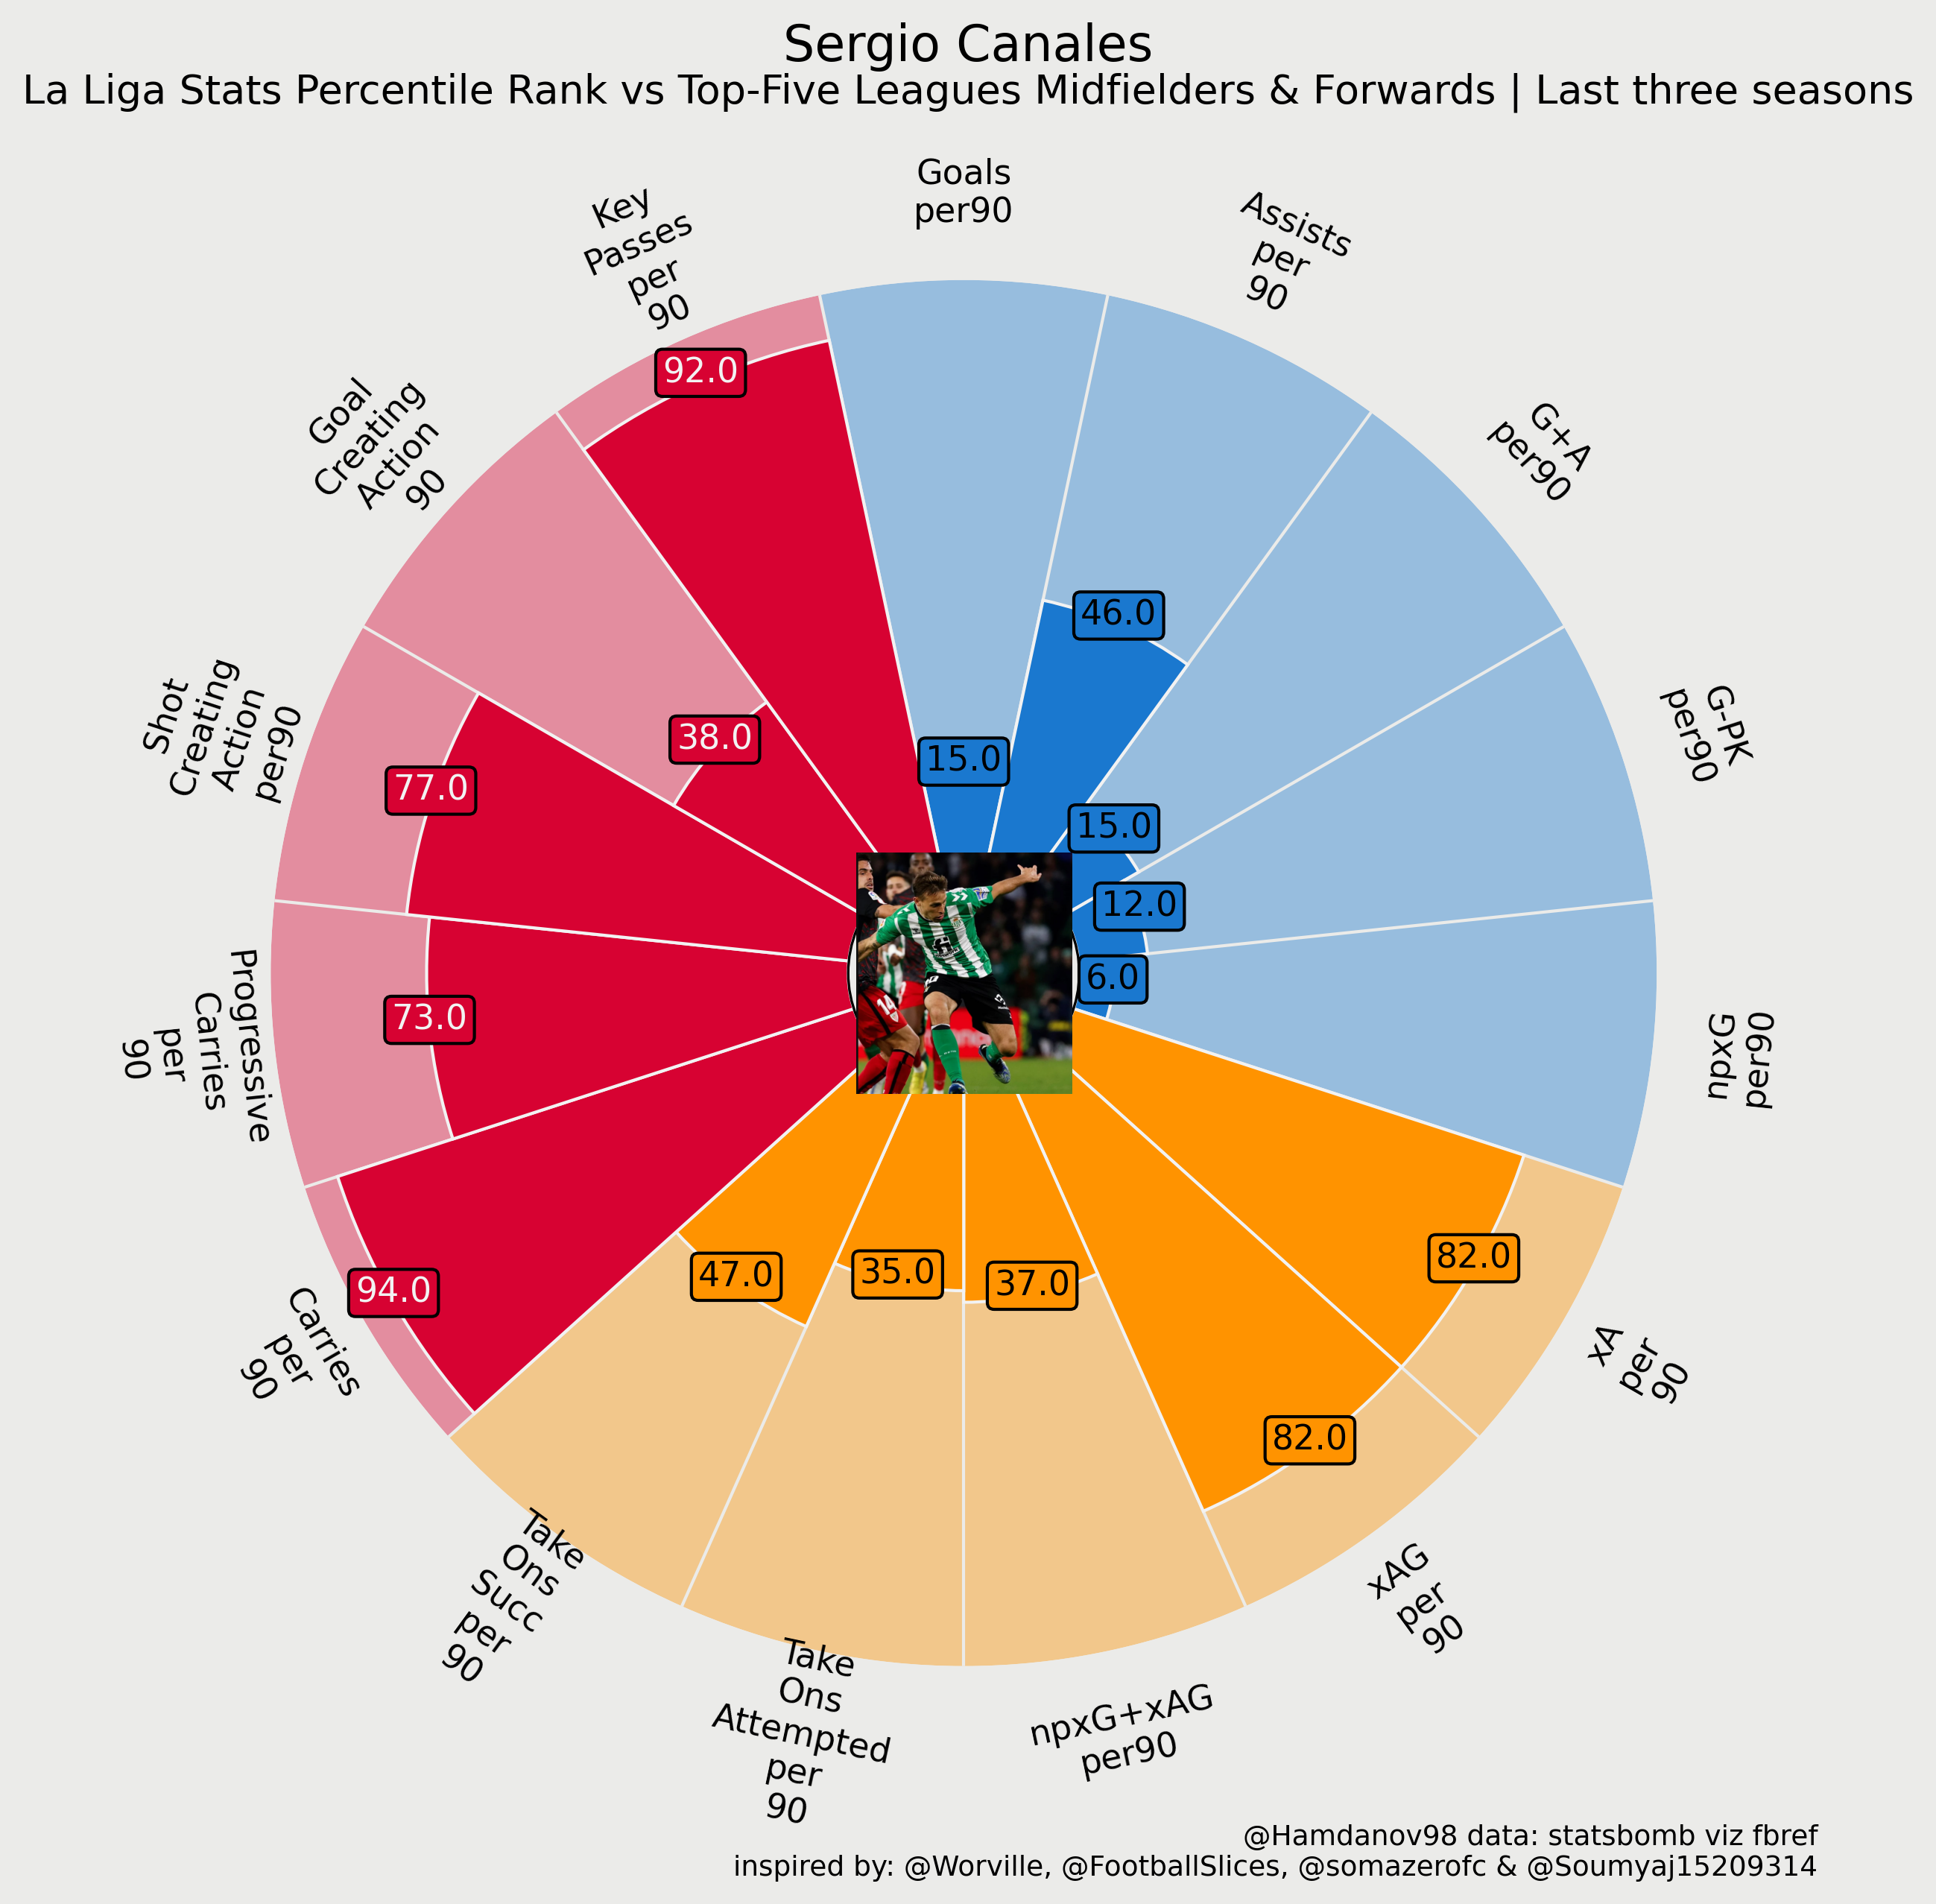 Sergio Canales
La Liga Stats Percentile Rank vs Top-Five Leagues Midfielders & Forwards | Last three seasons
Goals
per90
Assists
per
90
G+A
per90
G-PK
per90
npxG
per90
xA
per
90
xAG
per
90
npxG+xAG
per90
Take
Ons
Attempted
per
90
Take
Ons
Succ
per
90
Carries
per
90
Progressive
Carries
per
90
Shot
Creating
Action
per90
Goal
Creating
Action
90
Key
Passes
per
90
15.0
46.0
15.0
12.0
6.0
82.0
82.0
37.0
35.0
47.0
94.0
73.0
77.0
38.0
92.0
14
@Hamdanov98 data: statsbomb viz fbref
inspired by: @Worville, @FootballSlices, @somazerofc & @Soumyaj15209314